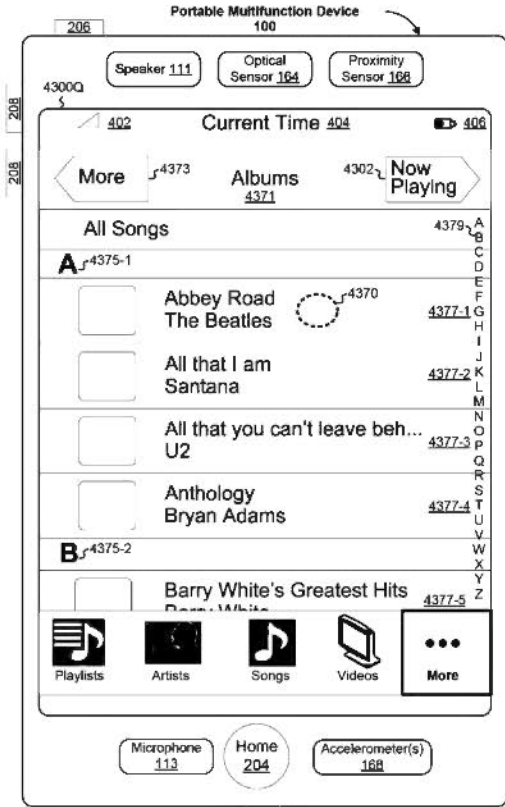 Portable Multifunction Device
100
206
Speaker 111
Optical
Sensor 164
Proximity
Sensor 166
4300Q
208
402
Current Time 404
406
208
More
4373
Albums
4371
4302
Now
Playing
All Songs
4379
A
B
C
D
E
F
G
H
I
J
K
L
M
N
O
P
Q
R
S
T
U
V
W
X
Y
Z
A
4375-1
Abbey Road
The Beatles
4370
4377-1
All that I am
Santana
4377-2
All that you can't leave beh...
U2
4377-3
Anthology
Bryan Adams
4377-4
B
4375-2
Barry White's Greatest Hits
Barry White
4377-5
Playlists
Artists
Songs
Videos
More
Microphone
113
Home
204
Accelerometer(s)
168